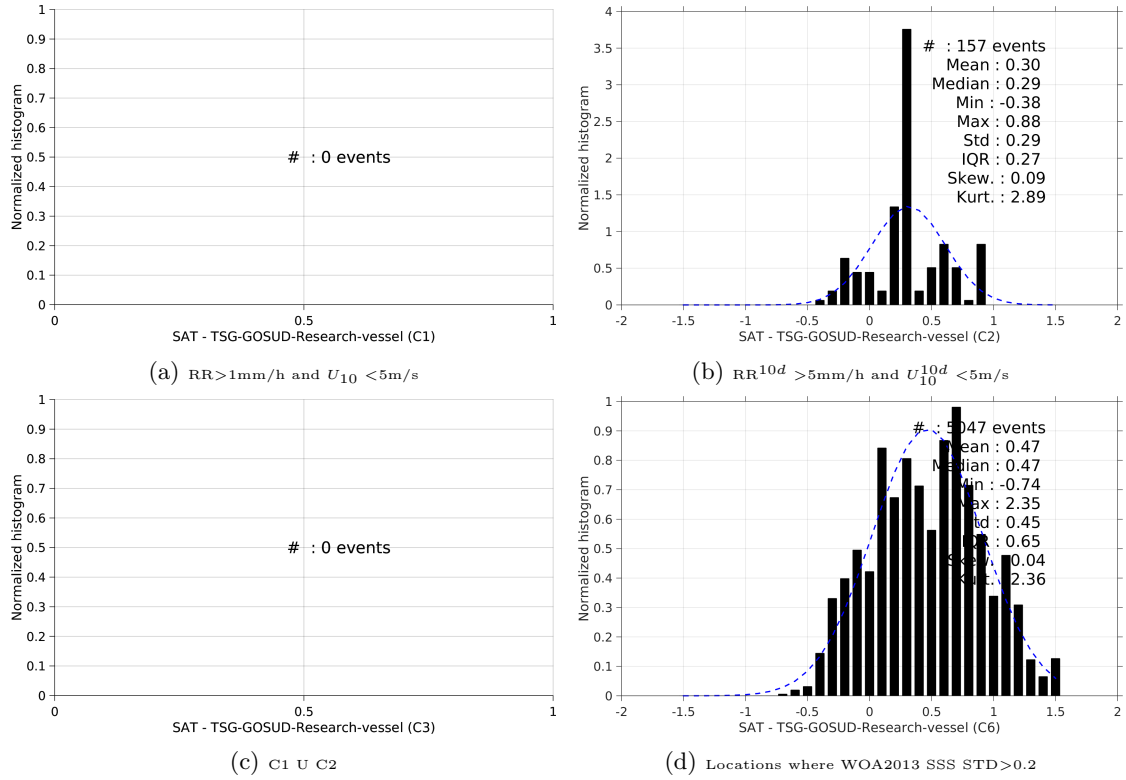 1
0.9
0.8
0.7
0.6
0.5
0.4
0.3
0.2
0.1
0
Normalized histogram
# : 0 events
0 0.5 1
SAT - TSG-GOSUD-Research-vessel (C1)
(a) RR>1mm/h and U10 <5m/s
4
3.5
3
2.5
2
1.5
1
0.5
0
Normalized histogram
# : 157 events
Mean : 0.30
Median : 0.29
Min : -0.38
Max : 0.88
Std : 0.29
IQR : 0.27
Skew. : 0.09
Kurt. : 2.89
-2 -1.5 -1 -0.5 0 0.5 1 1.5 2
SAT - TSG-GOSUD-Research-vessel (C2)
(b) RR10d >5mm/h and U10d10 <5m/s
1
0.9
0.8
0.7
0.6
0.5
0.4
0.3
0.2
0.1
0
Normalized histogram
# : 0 events
0 0.5 1
SAT - TSG-GOSUD-Research-vessel (C3)
(c) C1 U C2
1
0.9
0.8
0.7
0.6
0.5
0.4
0.3
0.2
0.1
0
Normalized histogram
# : 5047 events
Mean : 0.47
Median : 0.47
Min : -0.74
Max : 2.35
Std : 0.45
IQR : 0.65
Skew. : 0.04
Kurt. : 2.36
-2 -1.5 -1 -0.5 0 0.5 1 1.5 2
SAT - TSG-GOSUD-Research-vessel (C6)
(d) Locations where WOA2013 SSS STD>0.2